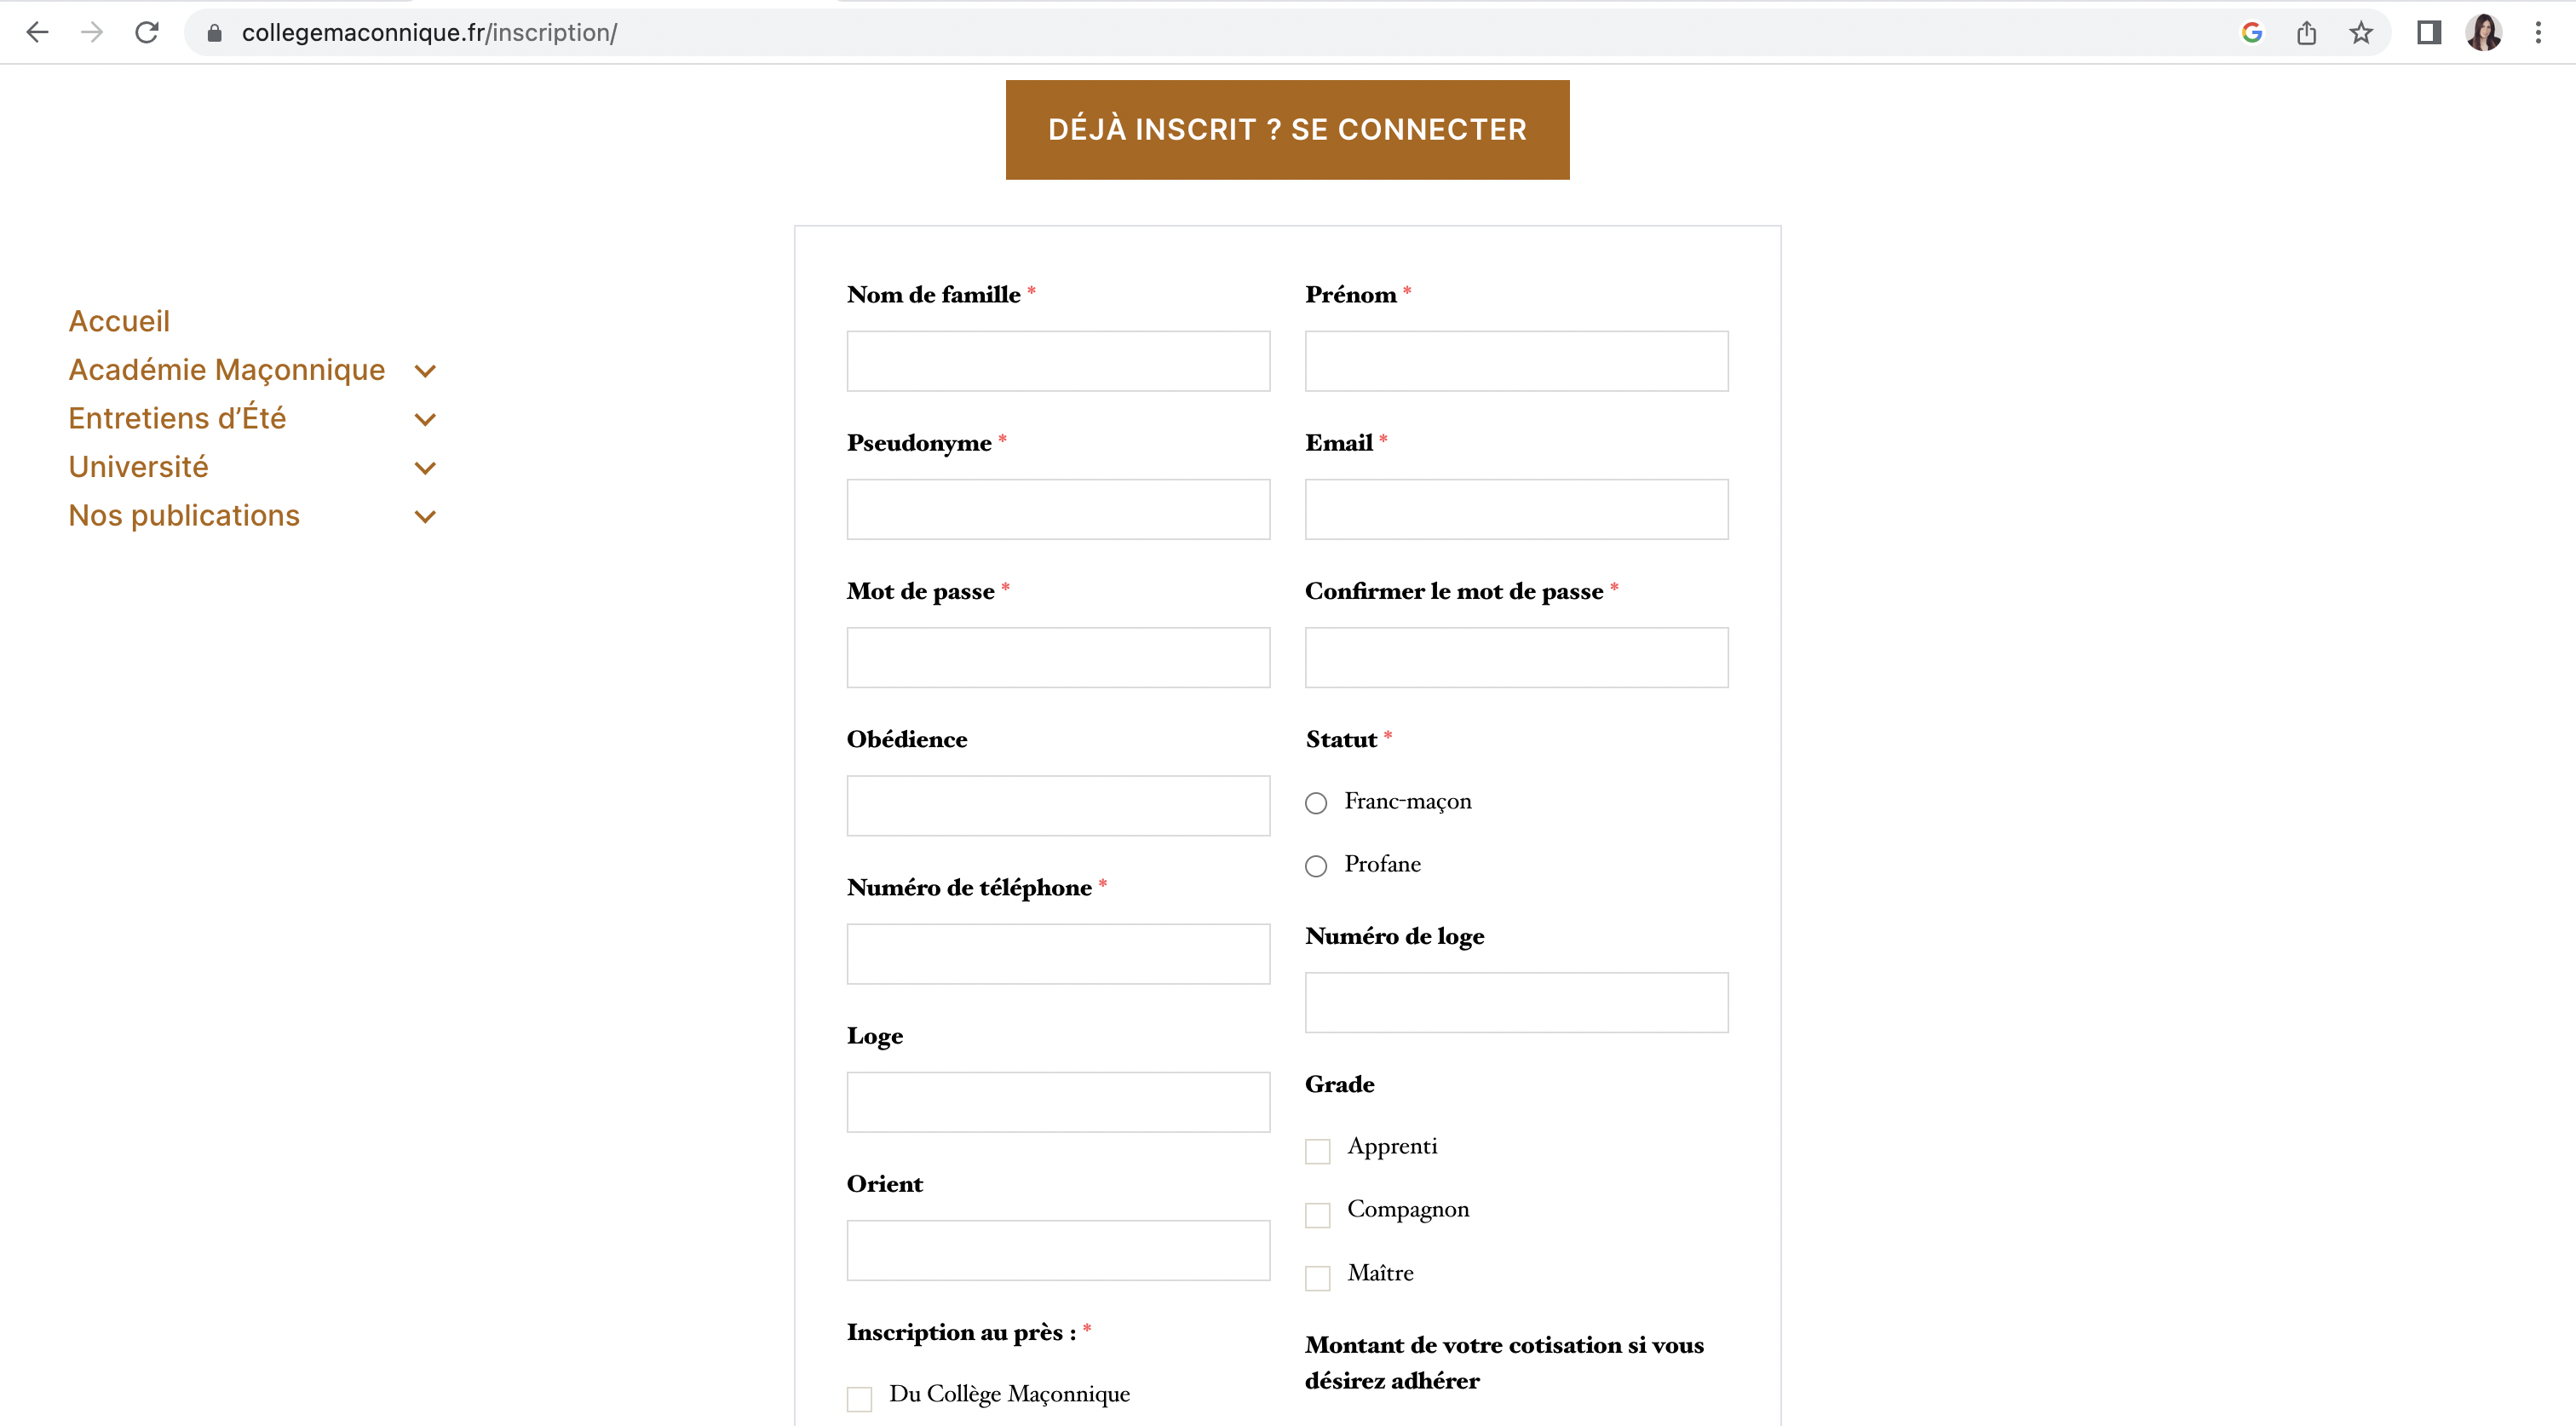 collegemaconnique.fr/inscription/
DÉJÀ INSCRIT ? SE CONNECTER
Accueil
Académie Maçonnique
Entretiens d’Été
Université
Nos publications
Nom de famille *
Prénom *
Pseudonyme *
Email *
Mot de passe *
Confirmer le mot de passe *
Obédience
Statut *
Franc-maçon
Profane
Numéro de téléphone *
Numéro de loge
Loge
Grade
Apprenti
Compagnon
Maître
Orient
Inscription au près : *
Du Collège Maçonnique
Montant de votre cotisation si vous
désirez adhérer